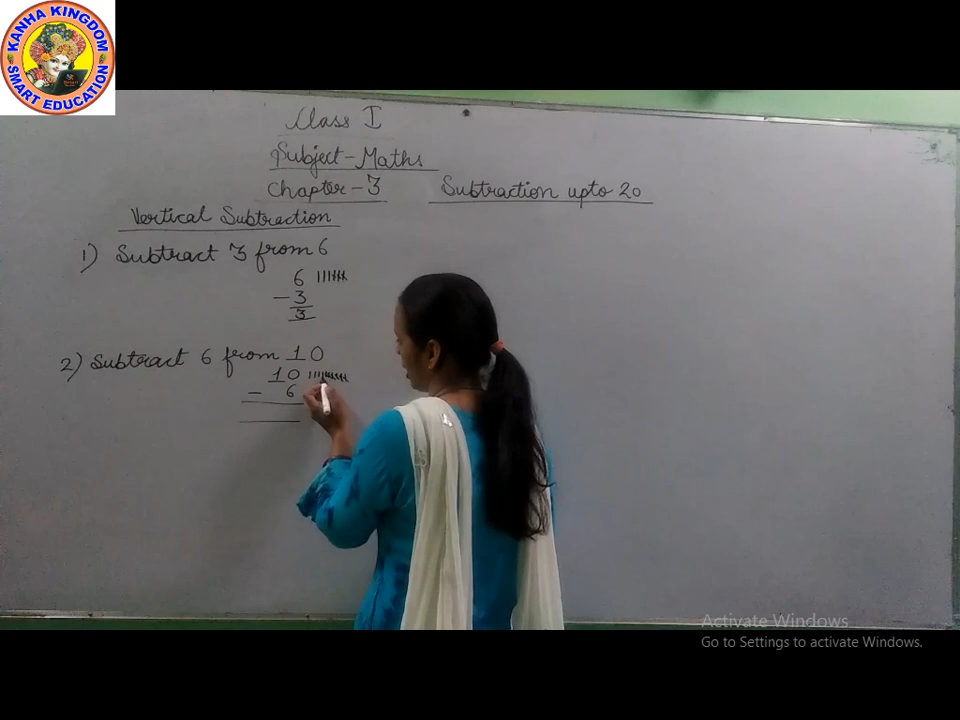 KANHA KINGDOM
SMART EDUCATION
Class I
Subject-Maths
Chapter-3 Subtraction upto 20
Vertical Subtraction
1) Subtract 3 from 6
6
-3
3
2) Subtract 6 from 10
10
- 6
Activate Windows
Go to Settings to activate Windows.